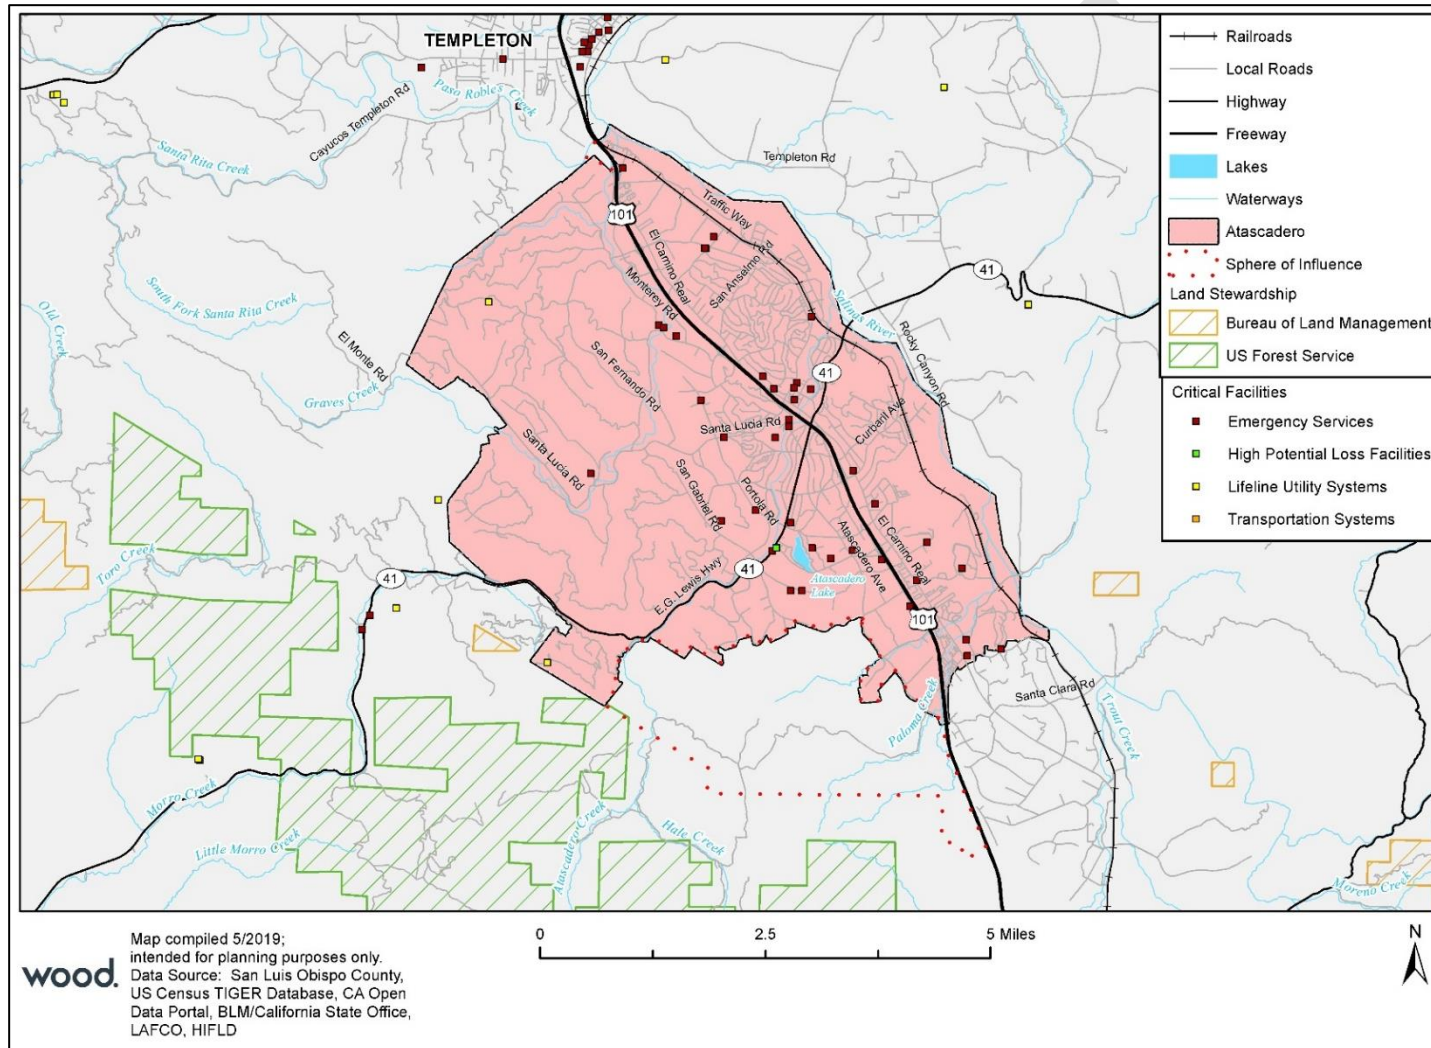 TEMPLETON
Paso Robles Creek
Cayucos Templeton Rd
Santa Rita Creek
Templeton Rd
Traffic Way
101
El Camino Real
San Anselmo Rd
Monterey Rd
41
Salinas River
Rocky Canyon Rd
South Fork Santa Rita Creek
Old Creek
El Monte Rd
Graves Creek
San Fernando Rd
41
Curbaril Ave
Santa Lucia Rd
Santa Lucia Rd
San Gabriel Rd
Portola Rd
Atascadero Ave
El Camino Real
Toro Creek
41
E.G. Lewis Hwy
41
Atascadero
Lake
101
Santa Clara Rd
Paloma Creek
Trout Creek
Morro Creek
Little Morro Creek
Atascadero Creek
Hale Creek
Moreno Creek
Railroads
Local Roads
Highway
Freeway
Lakes
Waterways
Atascadero
Sphere of Influence
Land Stewardship
Bureau of Land Management
US Forest Service
Critical Facilities
Emergency Services
High Potential Loss Facilities
Lifeline Utility Systems
Transportation Systems
wood.
Map compiled 5/2019;
intended for planning purposes only.
Data Source: San Luis Obispo County,
US Census TIGER Database, CA Open
Data Portal, BLM/California State Office,
LAFCO, HIFLD
0 2.5 5 Miles
N